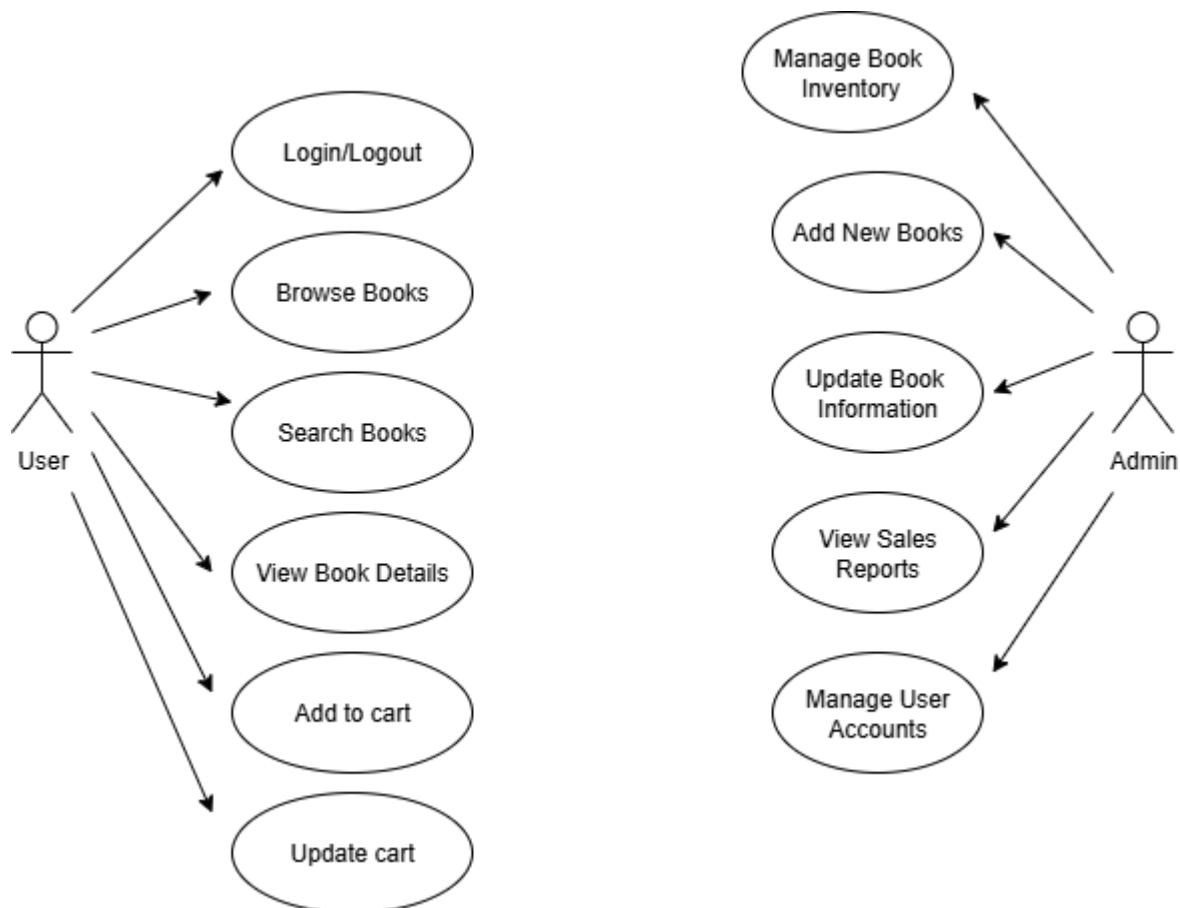 Login/Logout
Browse Books
Search Books
View Book Details
Add to cart
Update cart
User
Manage Book
Inventory
Add New Books
Update Book
Information
View Sales
Reports
Manage User
Accounts
Admin